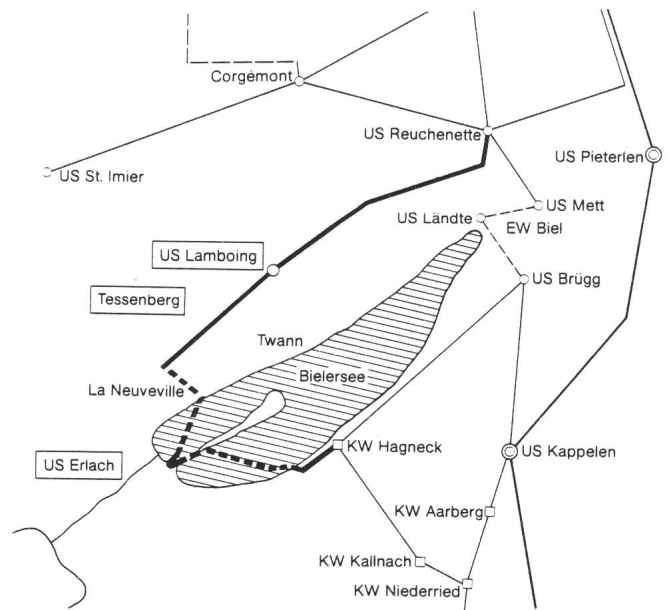 Corgémont
US Reuchenette
US Pieterlen
US St. Imier
US Mett
US Ländte
EW Biel
US Lamboing
US Brügg
Tessenberg
Twann
Bielersee
La Neuveville
KW Hagneck
US Kappelen
US Erlach
KW Aarberg
KW Kallnach
KW Niederried